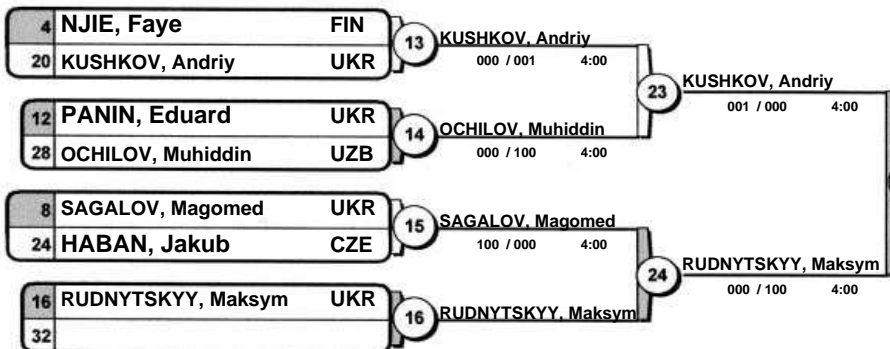 4 NJIE, Faye FIN
20 KUSHKOV, Andriy UKR
13
KUSHKOV, Andriy
000 / 001 4:00
12 PANIN, Eduard UKR
28 OCHILOV, Muhiddin UZB
14
OCHILOV, Muhiddin
000 / 100 4:00
23
KUSHKOV, Andriy
001 / 000 4:00
8 SAGALOV, Magomed UKR
24 HABAN, Jakub CZE
15
SAGALOV, Magomed
100 / 000 4:00
16 RUDNYTSKYY, Maksym UKR
32
16
RUDNYTSKYY, Maksym
24
RUDNYTSKYY, Maksym
000 / 100 4:00